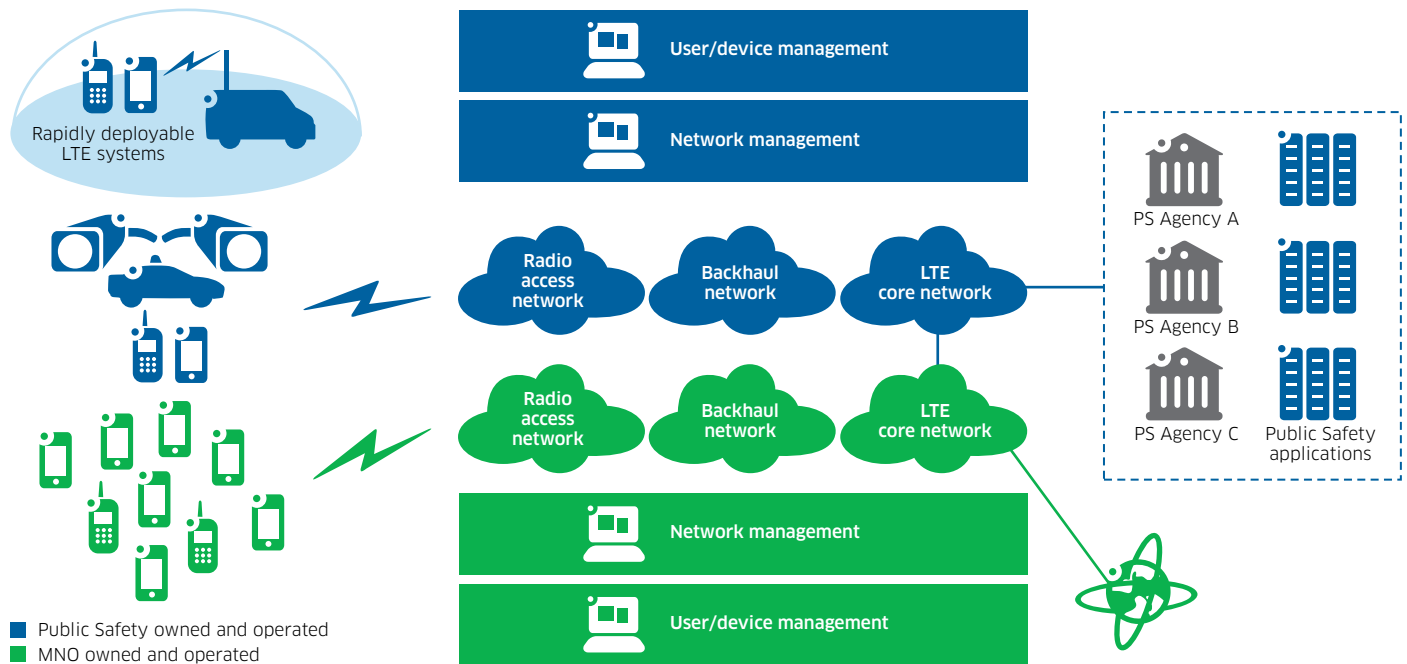 User/device management
Rapidly deployable
LTE systems
Network management
PS Agency A
Radio
access
network
Backhaul
network
LTE
core network
PS Agency B
Radio
access
network
Backhaul
network
LTE
core network
PS Agency C
Public Safety
applications
Network management
User/device management
Public Safety owned and operated
MNO owned and operated